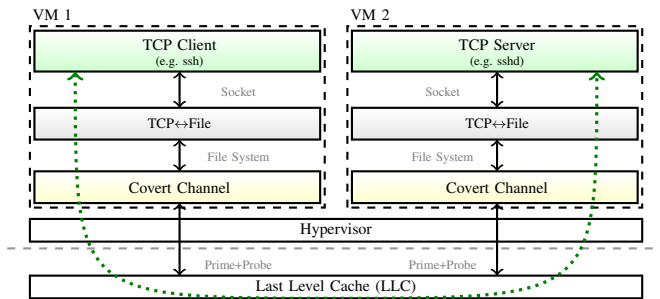 VM 1
VM 2
TCP Client
(e.g. ssh)
TCP Server
(e.g. sshd)
Socket
Socket
TCP↔File
TCP↔File
File System
File System
Covert Channel
Covert Channel
Hypervisor
Prime+Probe
Prime+Probe
Last Level Cache (LLC)